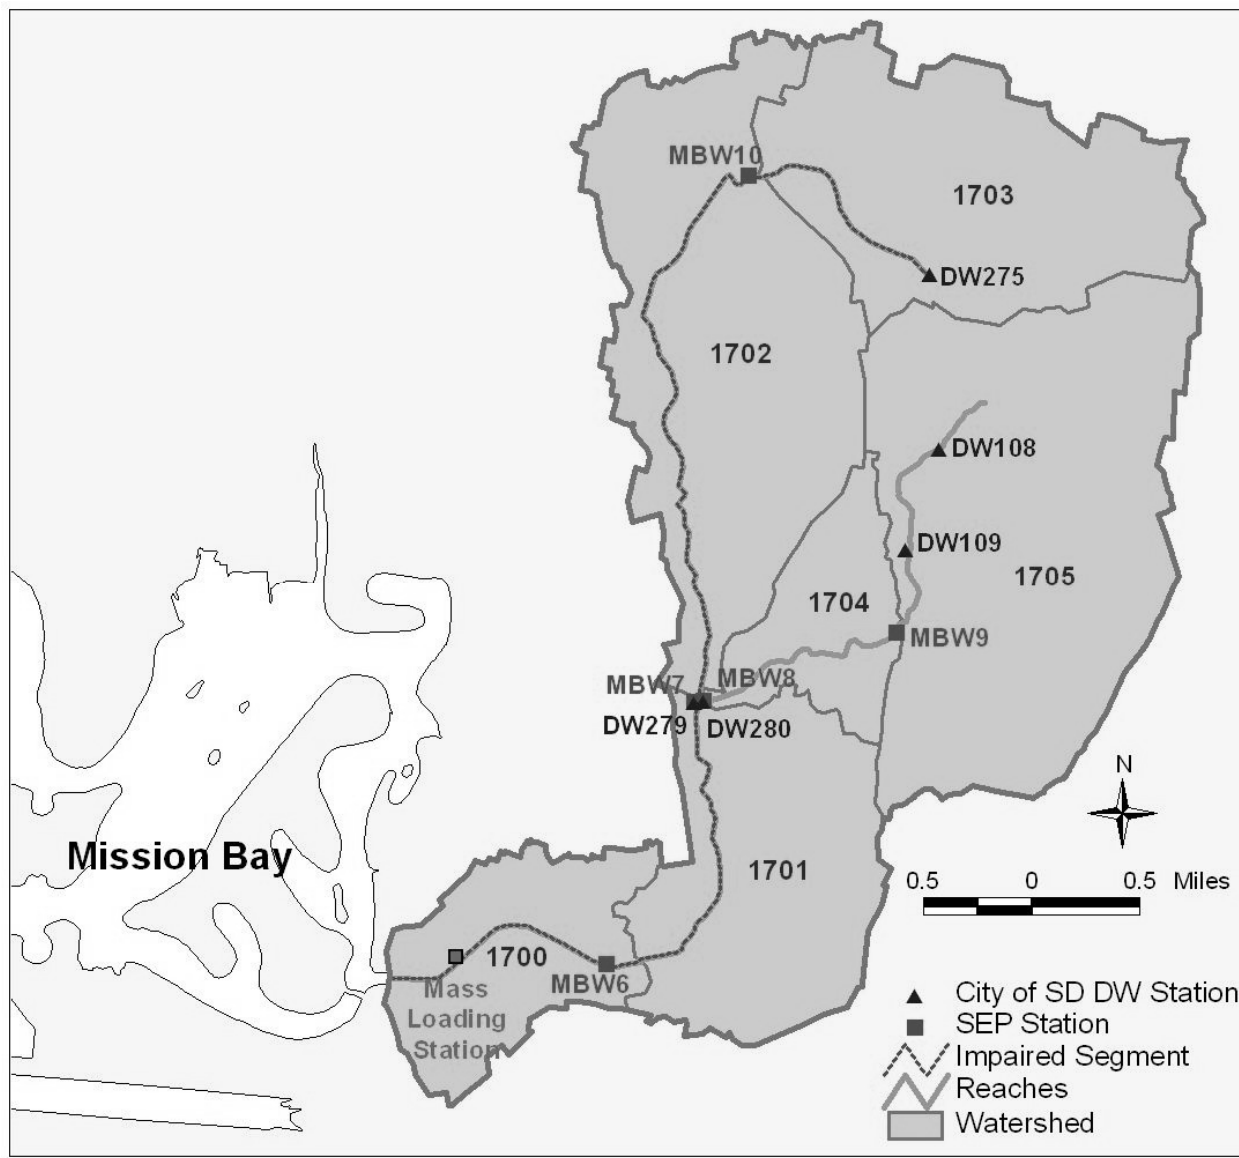 MBW10
1703
DW275
1702
DW108
DW109
1705
1704
MBW9
MBW7
MBW8
DW279
DW280
N
Mission Bay
1701
0.5 0 0.5 Miles
1700
MBW6
Mass
Loading
Station
City of SD DW Station
SEP Station
Impaired Segment
Reaches
Watershed